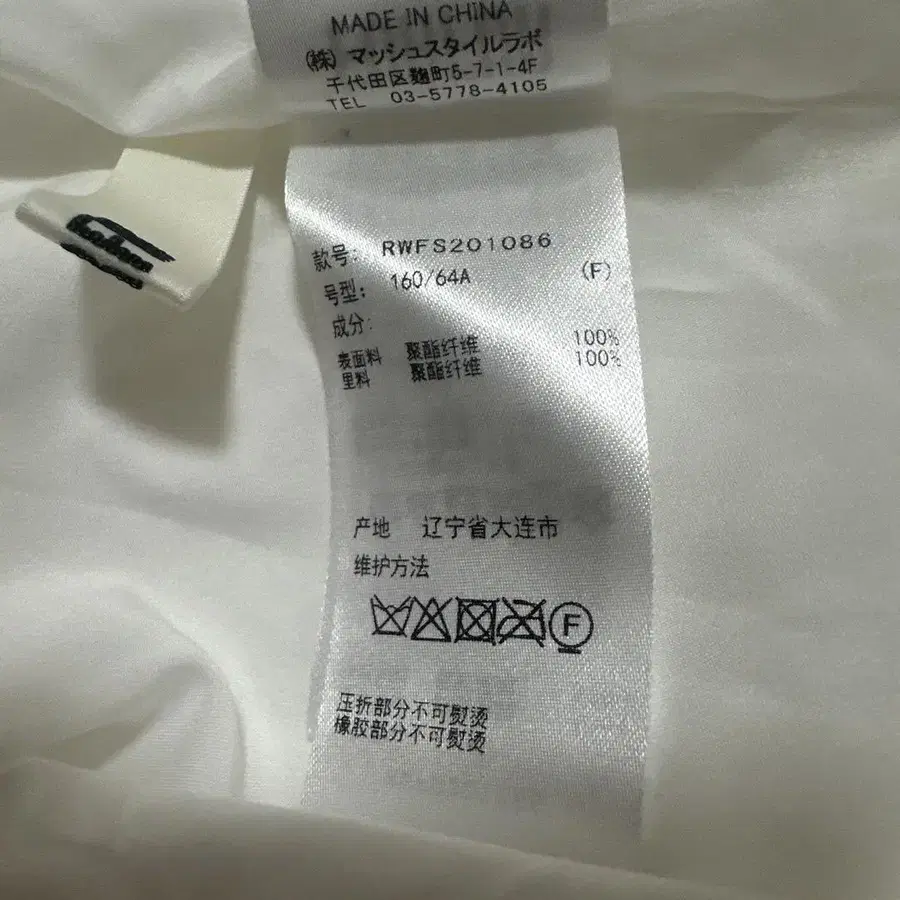 MADE IN CHINA
(株) マッシュスタイルラボ
千代田区麹町5-7-1-4F
TEL 03-5778-4105
款号: RWFS201086
号型: 160/64A (F)
成分:
表面料 聚酯纤维 100%
里料 聚酯纤维 100%
产地 辽宁省大连市
维护方法
F
压折部分不可熨烫
橡胶部分不可熨烫